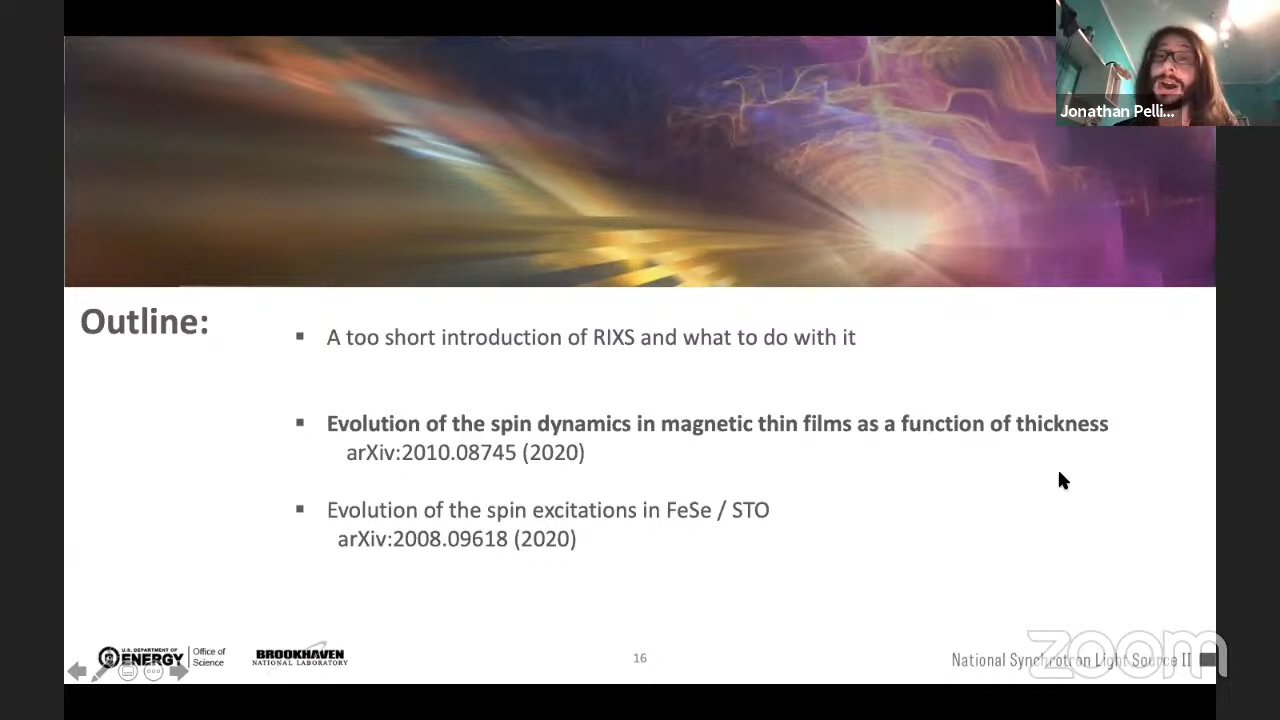 Jonathan Pelli...
Outline:
▪ A too short introduction of RIXS and what to do with it
▪ Evolution of the spin dynamics in magnetic thin films as a function of thickness
arXiv:2010.08745 (2020)
▪ Evolution of the spin excitations in FeSe / STO
arXiv:2008.09618 (2020)
U.S. DEPARTMENT OF
ENERGY
Office of
Science
BROOKHAVEN
NATIONAL LABORATORY
16
National Synchrotron Light Source II
zoom